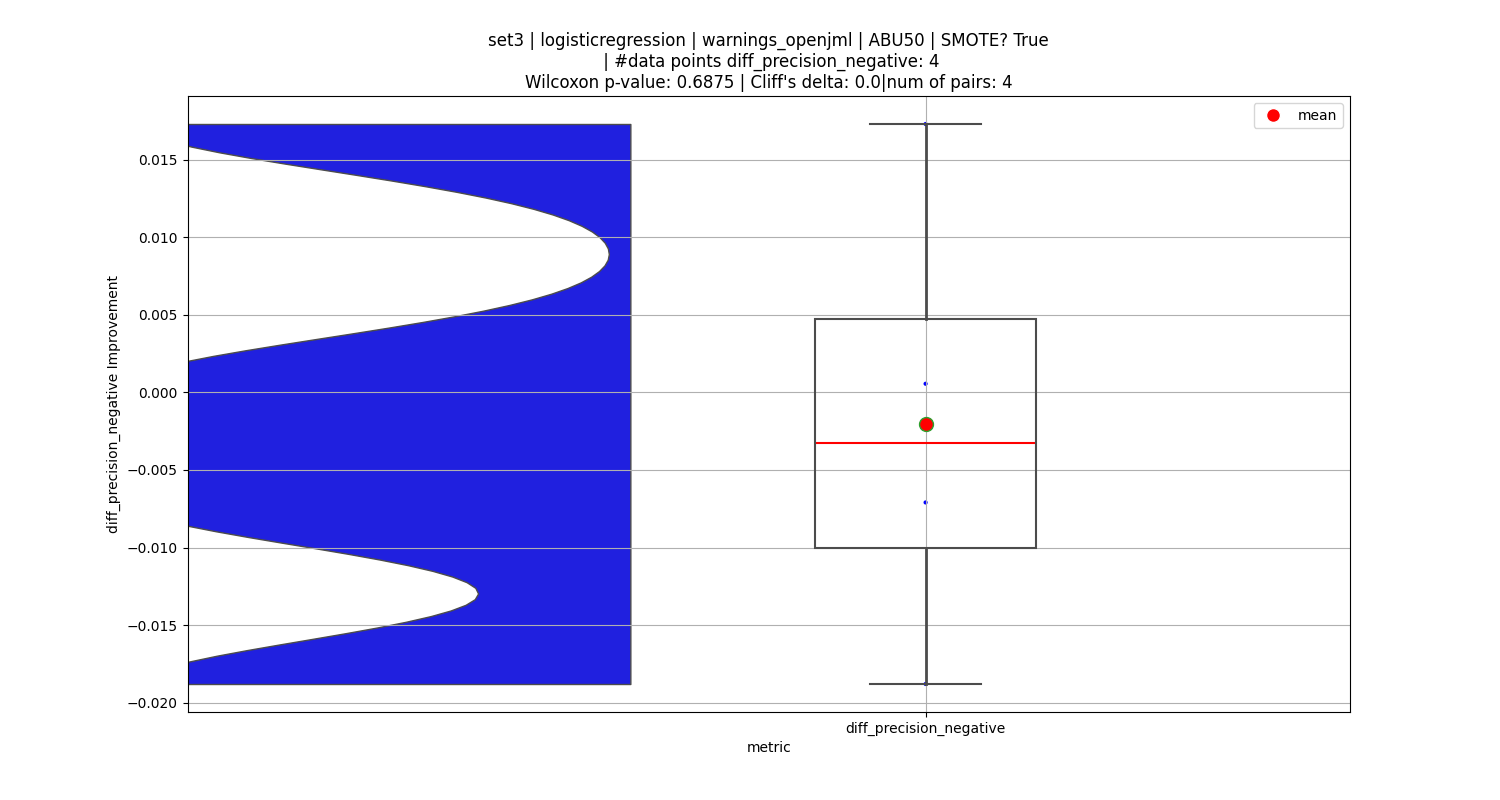 set3 | logisticregression | warnings_openjml | ABU50 | SMOTE? True
| #data points diff_precision_negative: 4
Wilcoxon p-value: 0.6875 | Cliff's delta: 0.0|num of pairs: 4
mean
0.015
0.010
0.005
0.000
−0.005
−0.010
−0.015
−0.020
diff_precision_negative Improvement
diff_precision_negative
metric